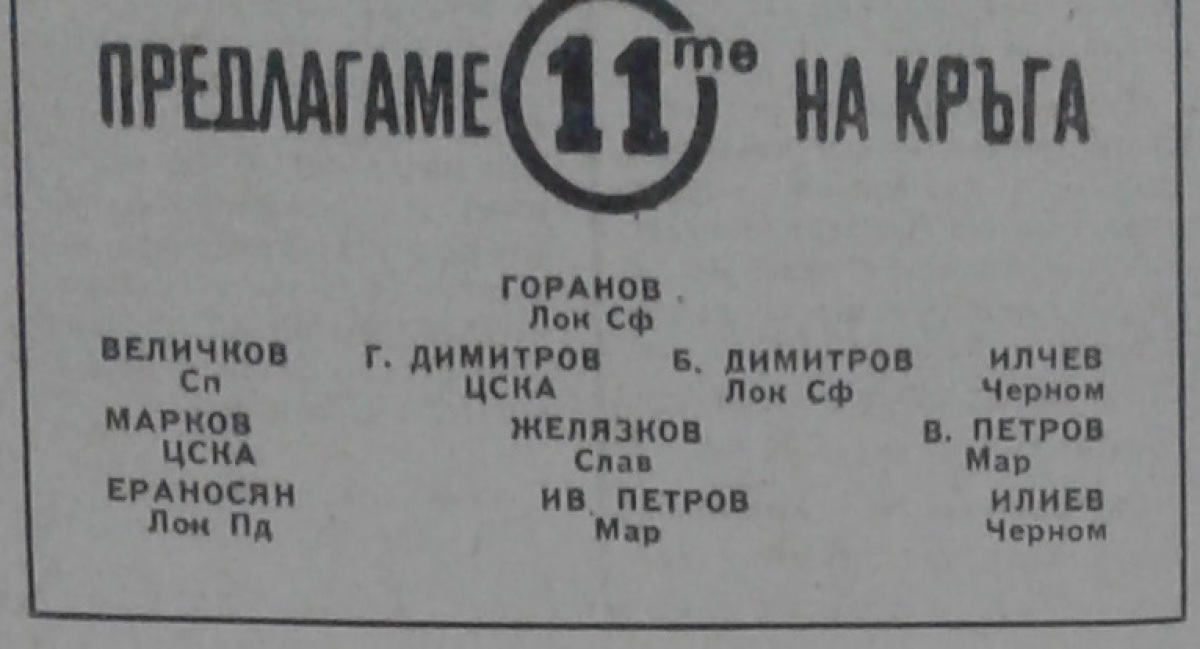 ПРЕДЛАГАМЕ 11те НА КРЪГА
ГОРАНОВ
Лок Сф
ВЕЛИЧКОВ Г. ДИМИТРОВ Б. ДИМИТРОВ ИЛЧЕВ
Сп ЦСКА Лок Сф Черном
МАРКОВ ЖЕЛЯЗКОВ В. ПЕТРОВ
ЦСКА Слав Мар
ЕРАНОСЯН ИВ. ПЕТРОВ ИЛИЕВ
Лок Пд Мар Черном